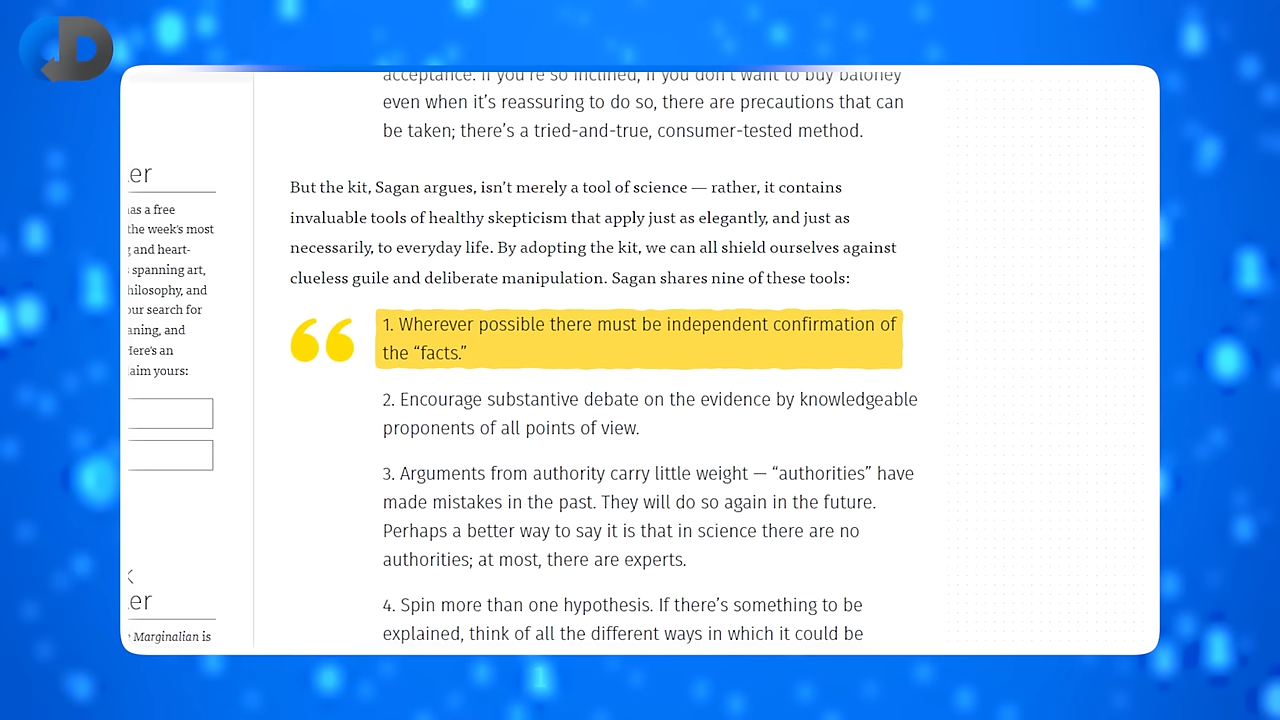 acceptance. If you're so inclined, if you don't want to buy baloney
even when it's reassuring to do so, there are precautions that can
be taken; there's a tried-and-true, consumer-tested method.
But the kit, Sagan argues, isn't merely a tool of science — rather, it contains
invaluable tools of healthy skepticism that apply just as elegantly, and just as
necessarily, to everyday life. By adopting the kit, we can all shield ourselves against
clueless guile and deliberate manipulation. Sagan shares nine of these tools:
1. Wherever possible there must be independent confirmation of
the “facts.”
2. Encourage substantive debate on the evidence by knowledgeable
proponents of all points of view.
3. Arguments from authority carry little weight — “authorities” have
made mistakes in the past. They will do so again in the future.
Perhaps a better way to say it is that in science there are no
authorities; at most, there are experts.
4. Spin more than one hypothesis. If there's something to be
explained, think of all the different ways in which it could be
er
as a free
the week's most
and heart-
spanning art,
hilosophy, and
our search for
aning, and
Here's an
aim yours:
er
Marginalian is
D